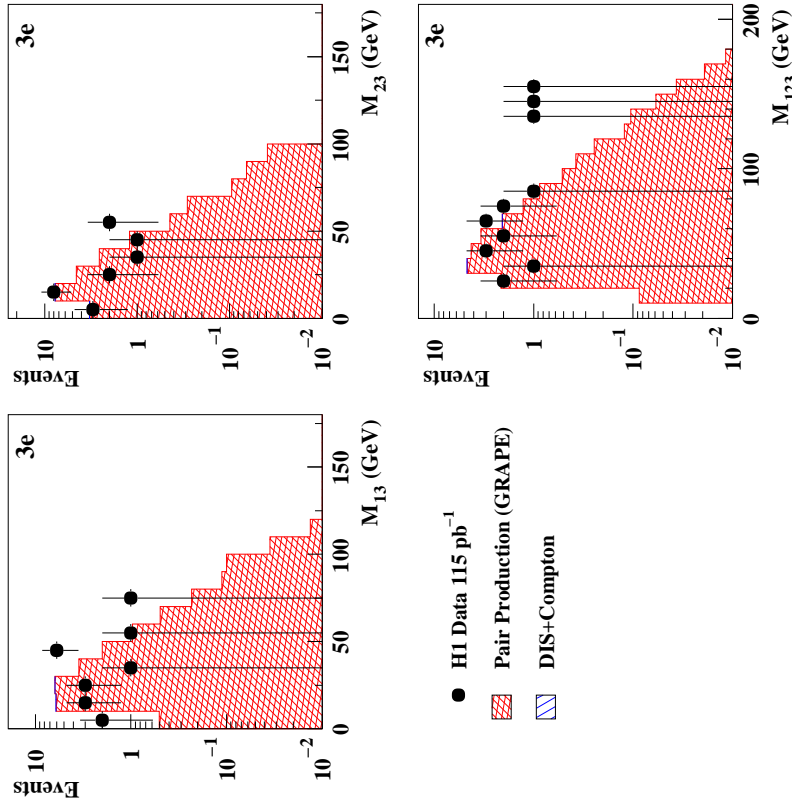 3e
Events
10
1
10⁻¹
10⁻²
0
50
100
150
M₁₃ (GeV)
3e
Events
10
1
10⁻¹
10⁻²
0
50
100
150
M₂₃ (GeV)
H1 Data 115 pb⁻¹
Pair Production (GRAPE)
DIS+Compton
3e
Events
10
1
10⁻¹
10⁻²
0
100
200
M₁₂₃ (GeV)